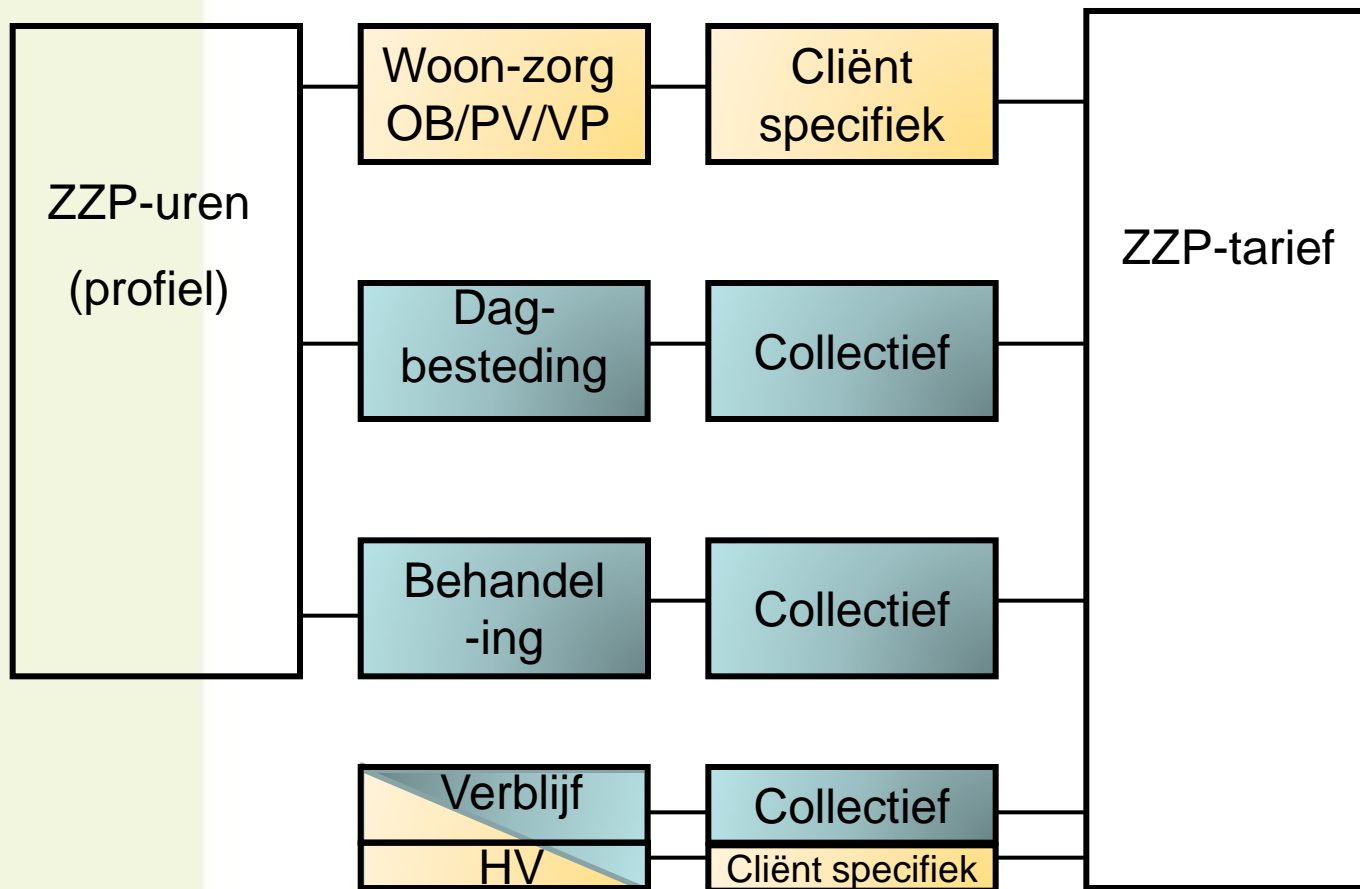 ZZP-uren
(profiel)
Woon-zorg
OB/PV/VP
Cliënt
specifiek
Dag-
besteding
Collectief
Behandel
-ing
Collectief
Verblijf
Collectief
HV
Cliënt specifiek
ZZP-tarief